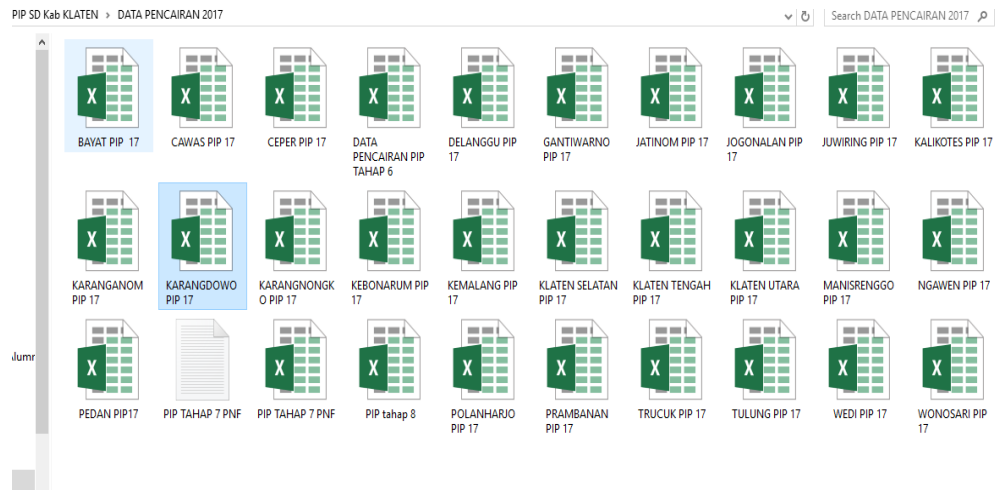 PIP SD Kab KLATEN > DATA PENCAIRAN 2017
Search DATA PENCAIRAN 2017
BAYAT PIP 17
CAWAS PIP 17
CEPER PIP 17
DATA
PENCAIRAN PIP
TAHAP 6
DELANGGU PIP
17
GANTIWARNO
PIP 17
JATINOM PIP 17
JOGONALAN PIP
17
JUWIRING PIP 17
KALIKOTES PIP 17
KARANGANOM
PIP 17
KARANGDOWO
PIP 17
KARANGNONGK
O PIP 17
KEBONARUM PIP
17
KEMALANG PIP
17
KLATEN SELATAN
PIP 17
KLATEN TENGAH
PIP 17
KLATEN UTARA
PIP 17
MANISRENGGO
PIP 17
NGAWEN PIP 17
PEDAN PIP17
PIP TAHAP 7 PNF
PIP TAHAP 7 PNF
PIP tahap 8
POLANHARJO
PIP 17
PRAMBANAN
PIP 17
TRUCUK PIP 17
TULUNG PIP 17
WEDI PIP 17
WONOSARI PIP
17